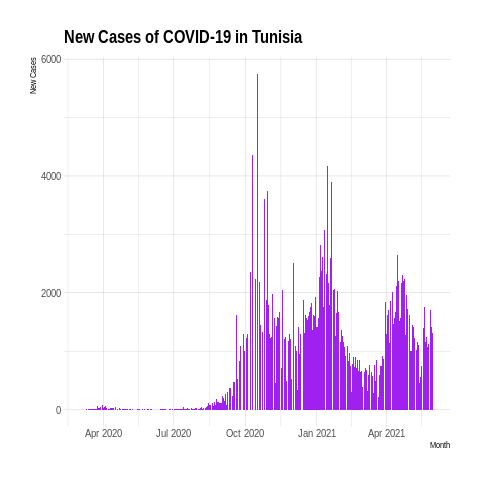 New Cases of COVID-19 in Tunisia
New Cases
6000
4000
2000
0
Apr 2020
Jul 2020
Oct 2020
Jan 2021
Apr 2021
Month